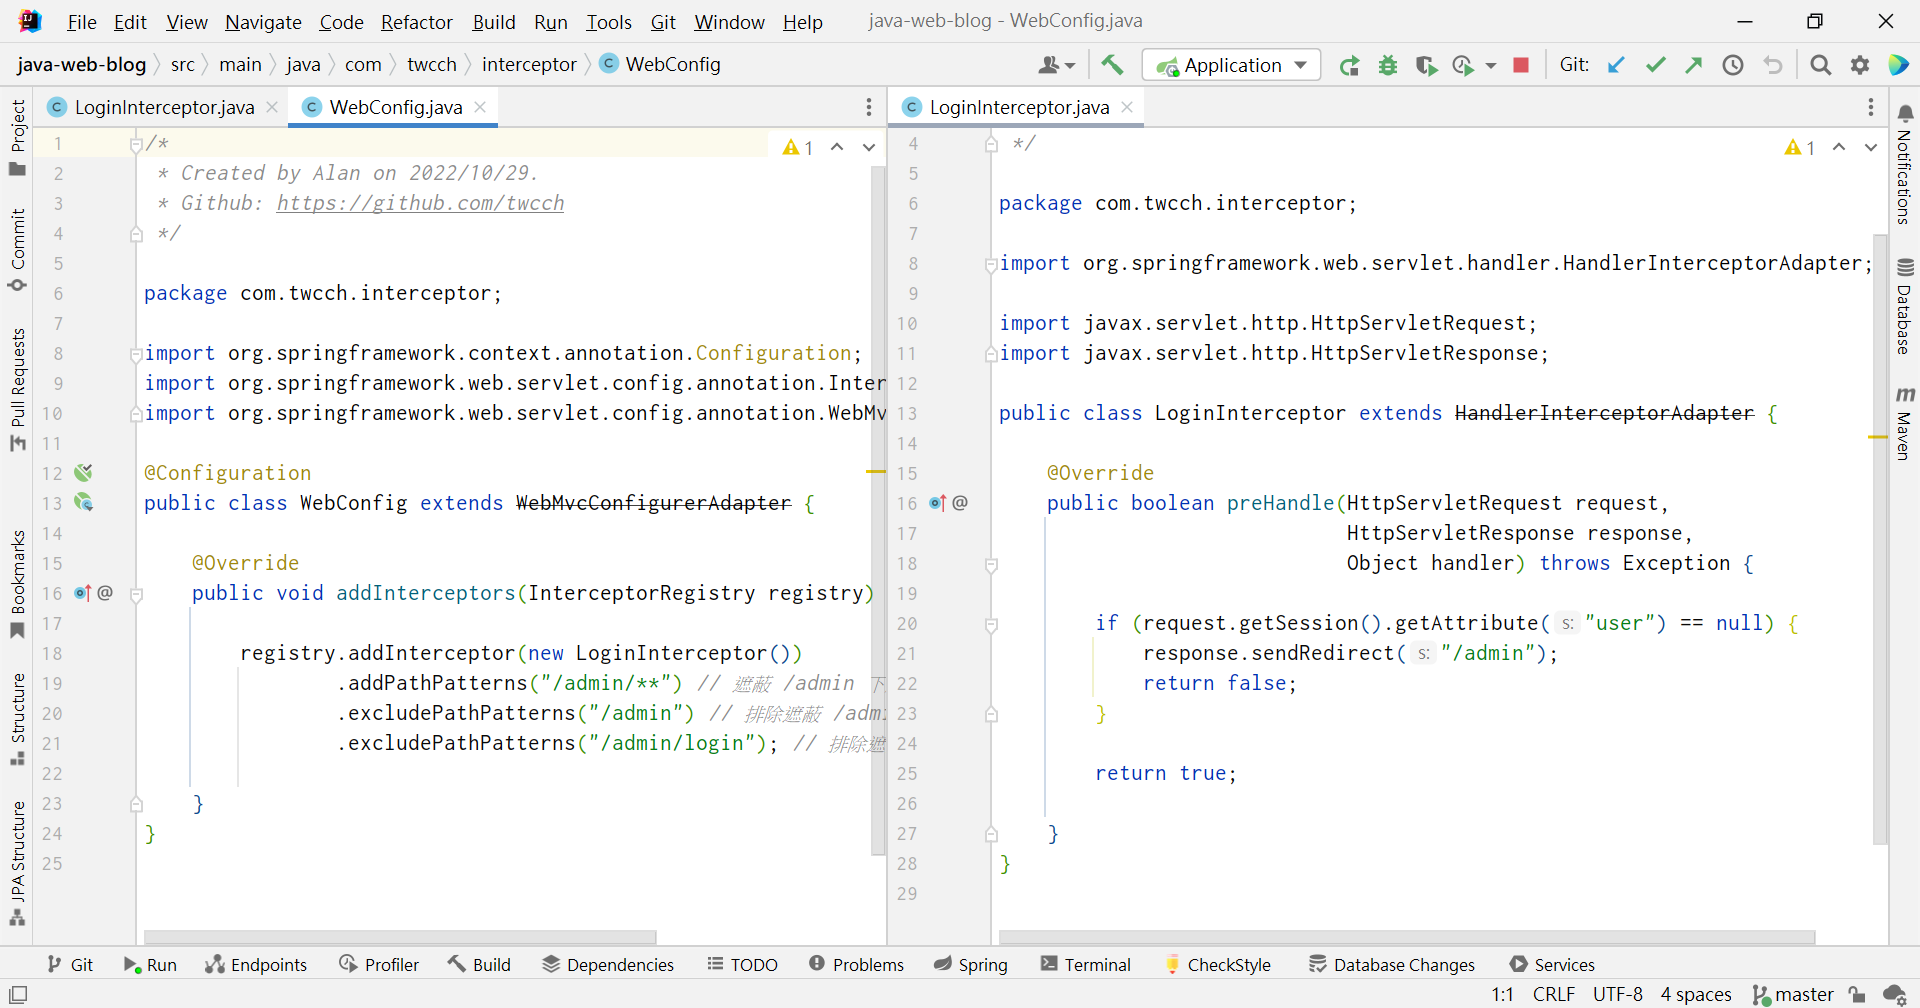 File Edit View Navigate Code Refactor Build Run Tools Git Window Help java-web-blog - WebConfig.java
java-web-blog src main java com twcch interceptor WebConfig Application Git:
LoginInterceptor.java WebConfig.java
1 /*
2 * Created by Alan on 2022/10/29.
3 * Github: https://github.com/twcch
4 */
5
6 package com.twcch.interceptor;
7
8 import org.springframework.context.annotation.Configuration;
9 import org.springframework.web.servlet.config.annotation.Inter
10 import org.springframework.web.servlet.config.annotation.WebMv
11
12 @Configuration
13 public class WebConfig extends WebMvcConfigurerAdapter {
14
15 @Override
16 public void addInterceptors(InterceptorRegistry registry)
17
18 registry.addInterceptor(new LoginInterceptor())
19 .addPathPatterns("/admin/**") // 遮蔽 /admin 下
20 .excludePathPatterns("/admin") // 排除遮蔽 /adm
21 .excludePathPatterns("/admin/login"); // 排除遮
22
23 }
24 }
25
1
LoginInterceptor.java
4 */
5
6 package com.twcch.interceptor;
7
8 import org.springframework.web.servlet.handler.HandlerInterceptorAdapter;
9
10 import javax.servlet.http.HttpServletRequest;
11 import javax.servlet.http.HttpServletResponse;
12
13 public class LoginInterceptor extends HandlerInterceptorAdapter {
14
15 @Override
16 public boolean preHandle(HttpServletRequest request,
17 HttpServletResponse response,
18 Object handler) throws Exception {
19
20 if (request.getSession().getAttribute( s: "user") == null) {
21 response.sendRedirect( s: "/admin");
22 return false;
23 }
24
25 return true;
26
27 }
28 }
29
1
Project
Commit
Pull Requests
Bookmarks
Structure
JPA Structure
Notifications
Database
Maven
Git Run Endpoints Profiler Build Dependencies TODO Problems Spring Terminal CheckStyle Database Changes Services
1:1 CRLF UTF-8 4 spaces master